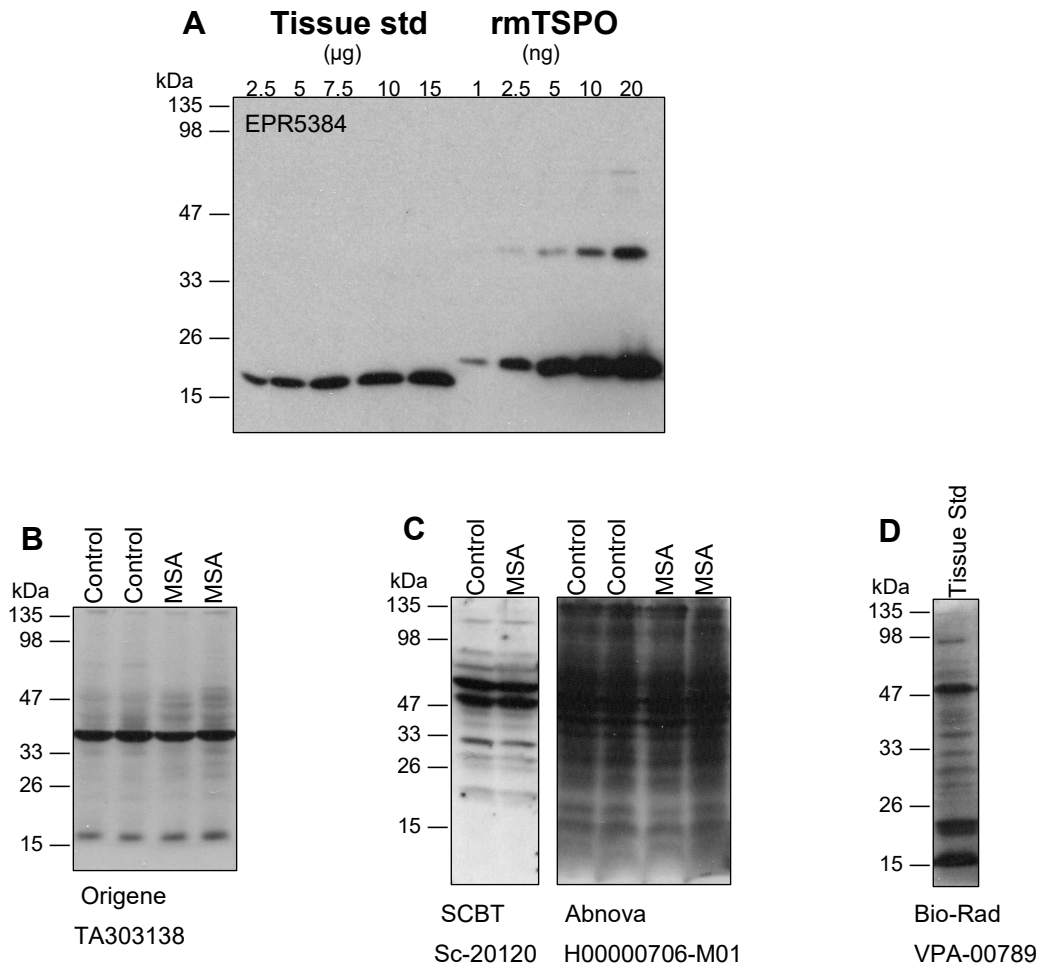 A
Tissue std
rmTSPO
(µg)
(ng)
kDa
2.5 5 7.5 10 15 1 2.5 5 10 20
135
98
EPR5384
47
33
26
15
B
Control
Control
MSA
MSA
kDa
135
98
47
33
26
15
Origene
TA303138
C
Control
MSA
Control
Control
MSA
MSA
kDa
135
98
47
33
26
15
SCBT
Sc-20120
Abnova
H00000706-M01
D
Tissue Std
kDa
135
98
47
33
26
15
Bio-Rad
VPA-00789